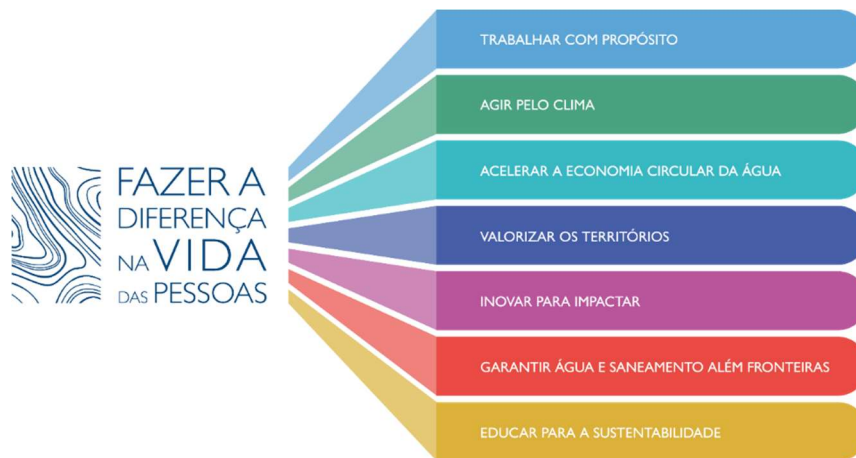 FAZER A
DIFERENÇA
NA VIDA
DAS PESSOAS
TRABALHAR COM PROPÓSITO
AGIR PELO CLIMA
ACELERAR A ECONOMIA CIRCULAR DA ÁGUA
VALORIZAR OS TERRITÓRIOS
INOVAR PARA IMPACTAR
GARANTIR ÁGUA E SANEAMENTO ALÉM FRONTEIRAS
EDUCAR PARA A SUSTENTABILIDADE